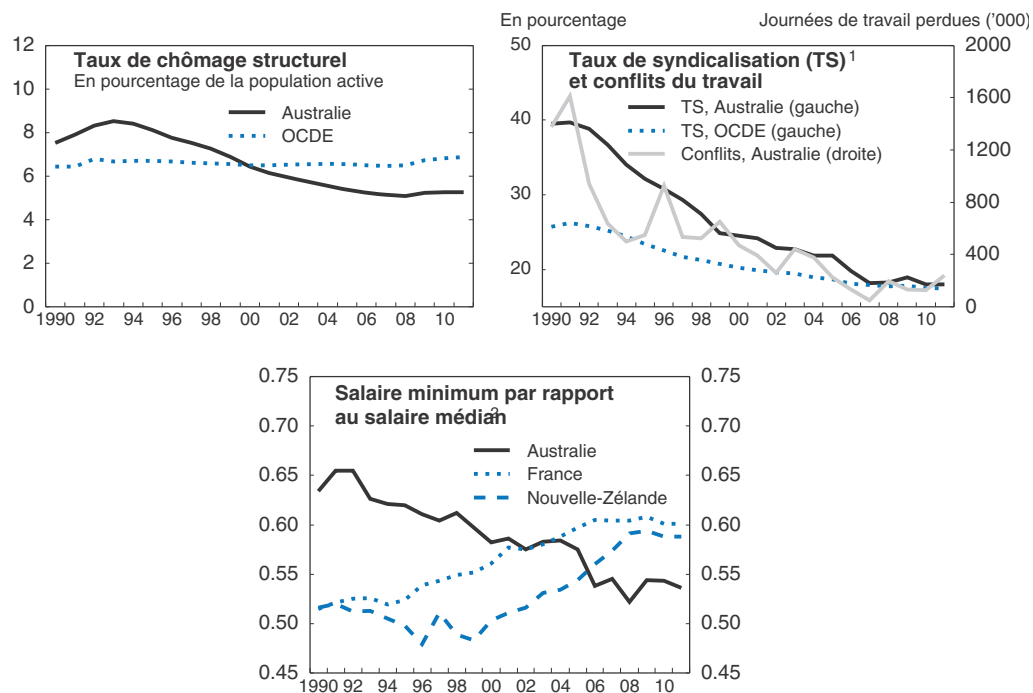 En pourcentage
Journées de travail perdues ('000)
Taux de chômage structurel
En pourcentage de la population active
Australie
OCDE
12
10
8
6
4
2
0
1990 92 94 96 98 00 02 04 06 08 10
Taux de syndicalisation (TS) 1
et conflits du travail
TS, Australie (gauche)
TS, OCDE (gauche)
Conflits, Australie (droite)
50
40
30
20
2000
1600
1200
800
400
0
1990 92 94 96 98 00 02 04 06 08 10
Salaire minimum par rapport
au salaire médian 2
Australie
France
Nouvelle-Zélande
0.75
0.70
0.65
0.60
0.55
0.50
0.45
0.75
0.70
0.65
0.60
0.55
0.50
0.45
1990 92 94 96 98 00 02 04 06 08 10